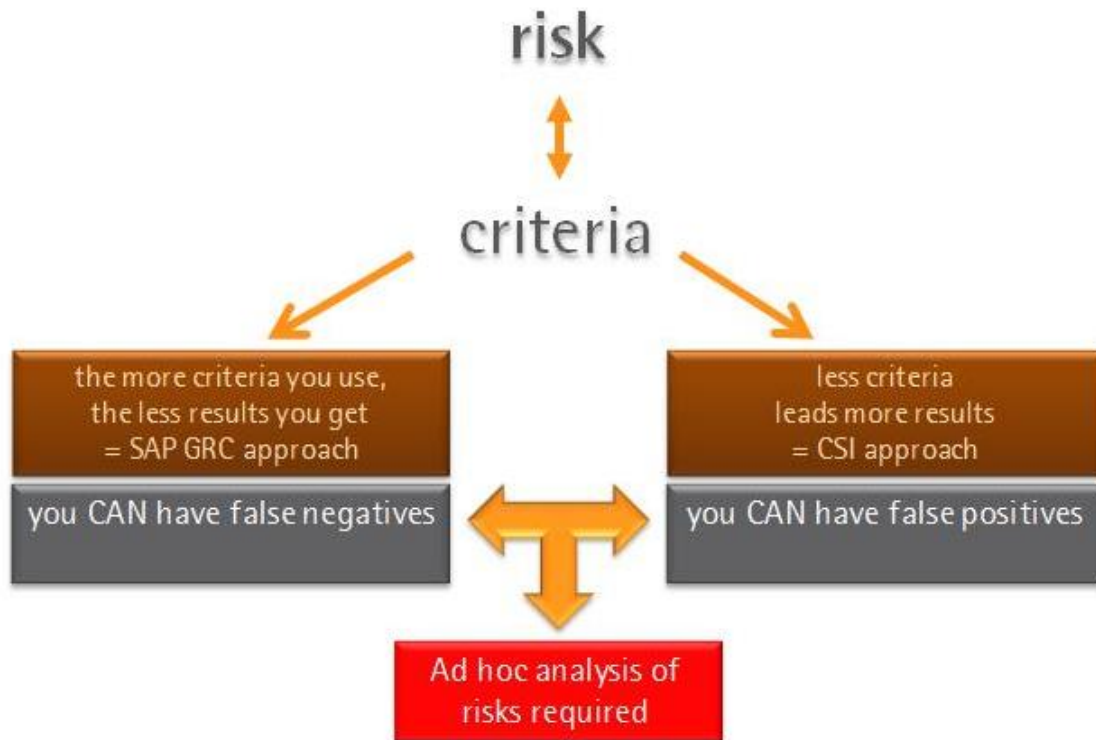 risk
criteria
the more criteria you use,
the less results you get
= SAP GRC approach
you CAN have false negatives
less criteria
leads more results
= CSI approach
you CAN have false positives
Ad hoc analysis of
risks required